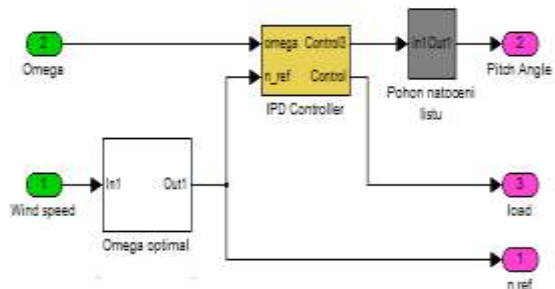 2
Omega
omega Control3
n_ref Control
IPD Controller
In1 Out1
Pohon natoceni
listu
2
Pitch Angle
1
Wind speed
In1 Out1
Omega optimal
3
load
1
n ref